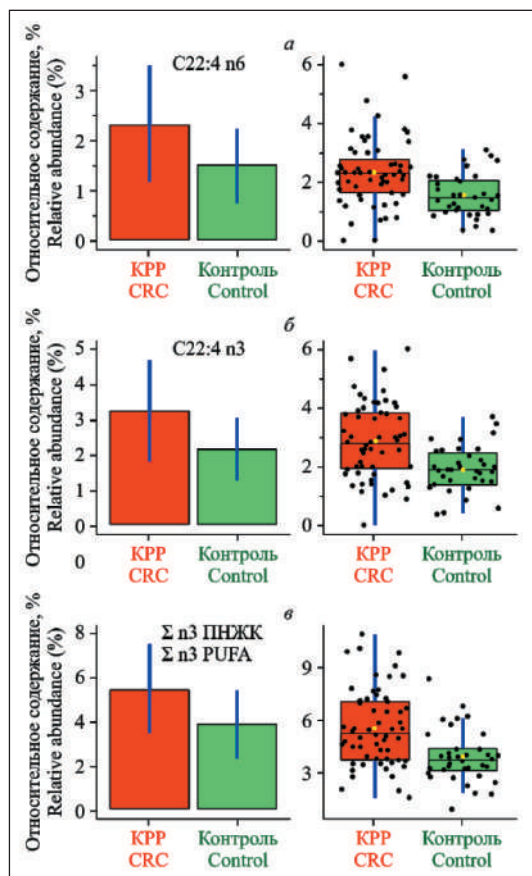 Относительное содержание, %
Relative abundance (%)
C22:4 n6
а
3
2
1
0
6
4
2
0
КРР
CRC
Контроль
Control
КРР
CRC
Контроль
Control
Относительное содержание, %
Relative abundance (%)
C22:4 n3
б
5
4
3
2
1
0
0
6
4
2
0
КРР
CRC
Контроль
Control
КРР
CRC
Контроль
Control
Относительное содержание, %
Relative abundance (%)
Σ n3 ПНЖК
Σ n3 PUFA
в
8
6
4
2
0
9
6
3
КРР
CRC
Контроль
Control
КРР
CRC
Контроль
Control